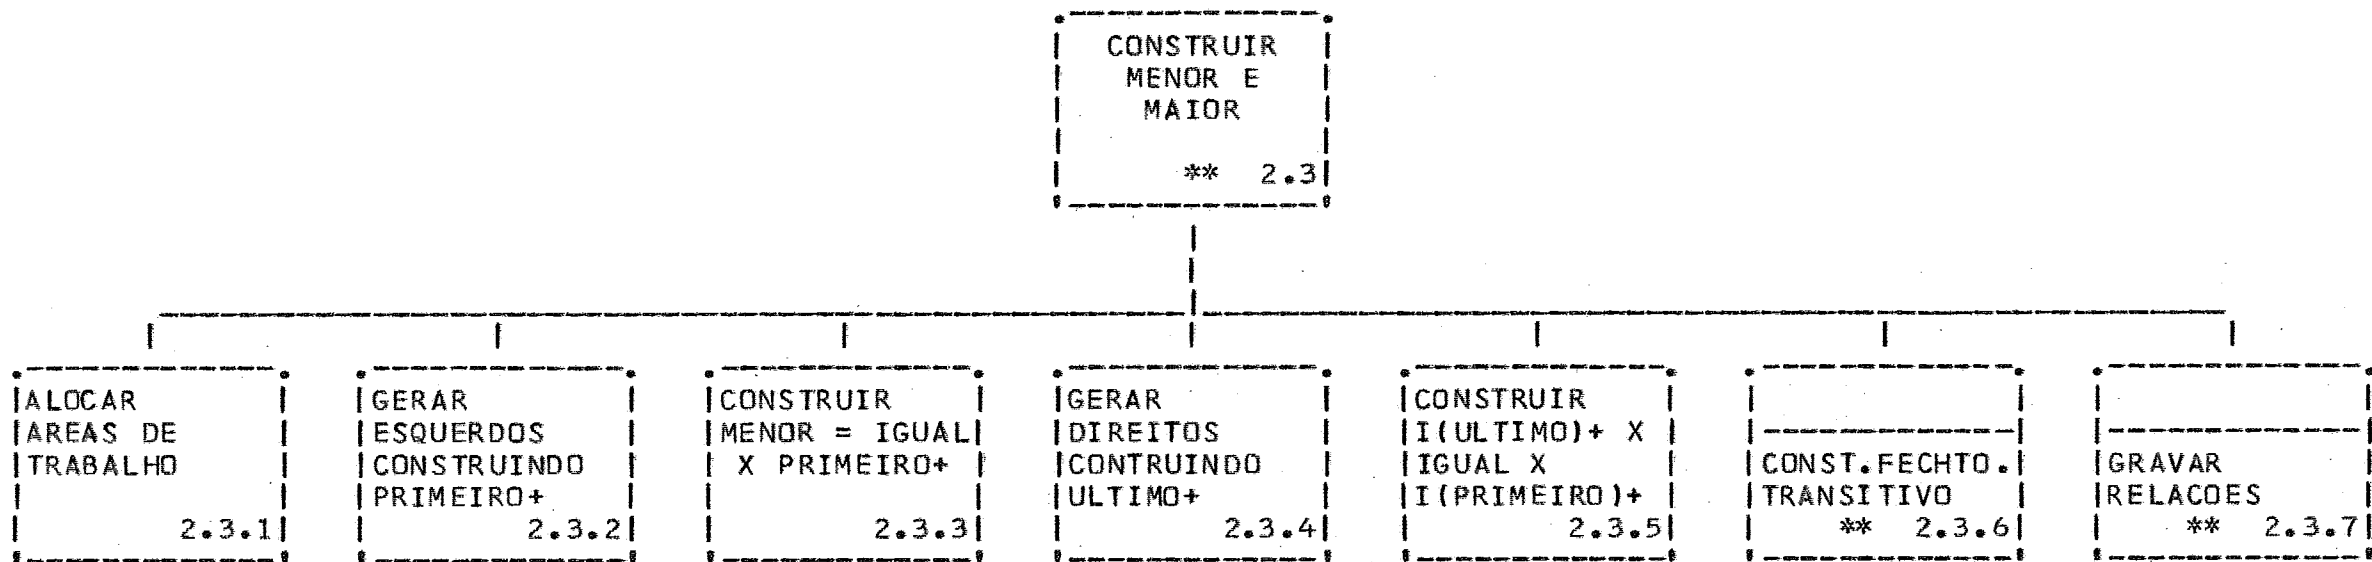 CONSTRUIR
MENOR E
MAIOR
** 2.3
ALOCAR
AREAS DE
TRABALHO
2.3.1
GERAR
ESQUERDOS
CONSTRUINDO
PRIMEIRO+
2.3.2
CONSTRUIR
MENOR = IGUAL
X PRIMEIRO+
2.3.3
GERAR
DIREITOS
CONTRUINDO
ULTIMO+
2.3.4
CONSTRUIR
I(ULTIMO)+ X
IGUAL X
I(PRIMEIRO)+
2.3.5
CONST.FECHTO.
TRANSITIVO
** 2.3.6
GRAVAR
RELACOES
** 2.3.7